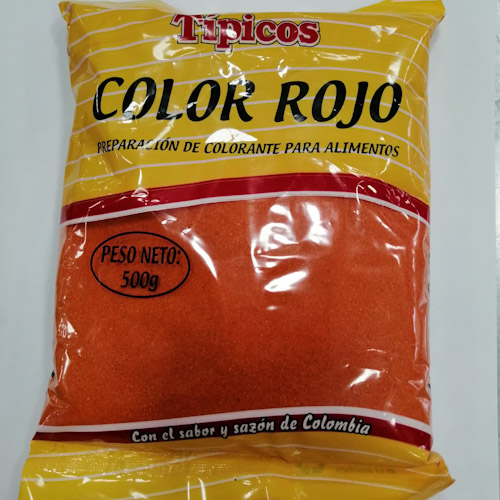 Típicos
COLOR ROJO
PREPARACIÓN DE COLORANTE PARA ALIMENTOS
PESO NETO:
500g
Con el sabor y sazón de Colombia